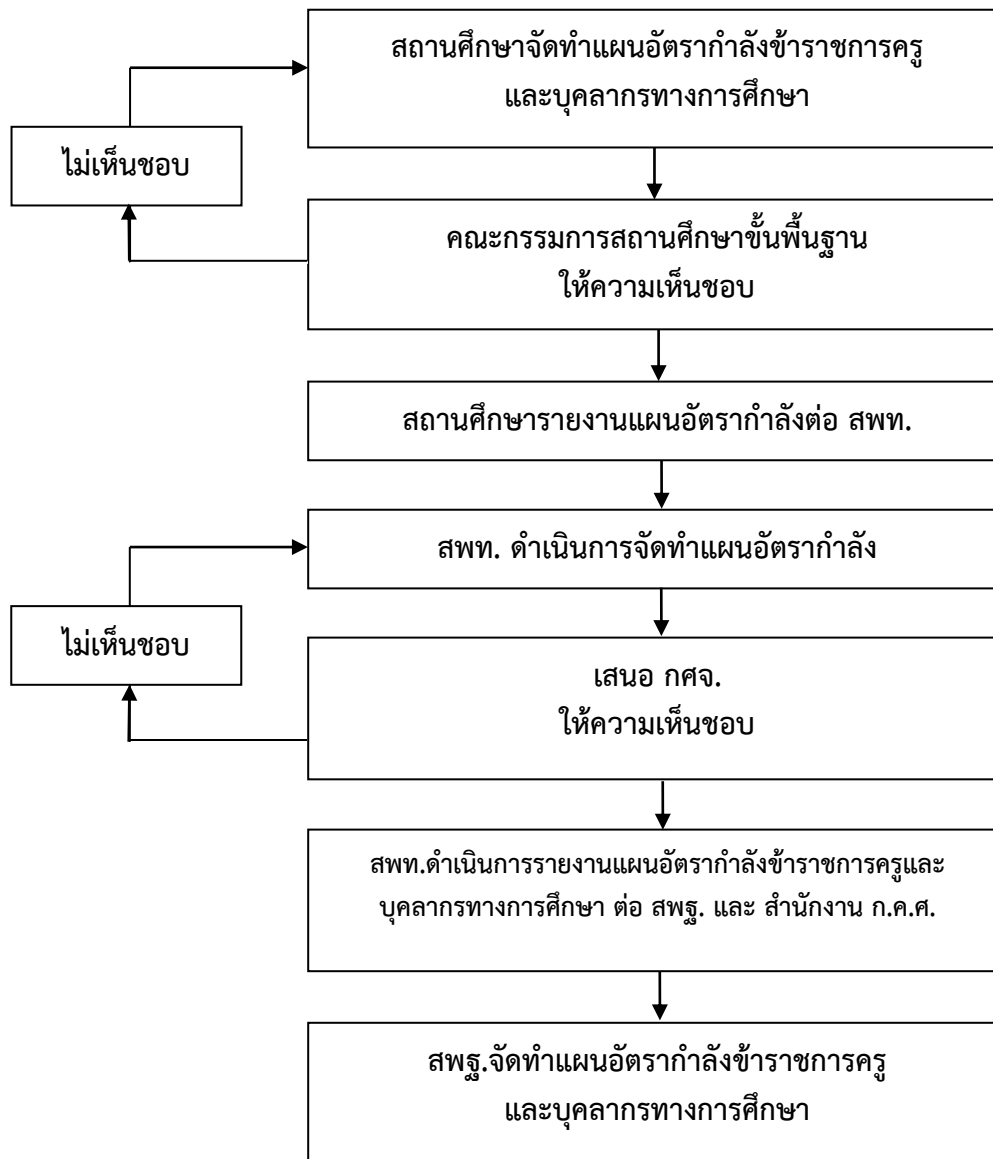 สถานศึกษาจัดทำแผนอัตรากำลังข้าราชการครู
และบุคลากรทางการศึกษา
ไม่เห็นชอบ
คณะกรรมการสถานศึกษาขั้นพื้นฐาน
ให้ความเห็นชอบ
สถานศึกษารายงานแผนอัตรากำลังต่อ สพท.
สพท. ดำเนินการจัดทำแผนอัตรากำลัง
ไม่เห็นชอบ
เสนอ กศจ.
ให้ความเห็นชอบ
สพท.ดำเนินการรายงานแผนอัตรากำลังข้าราชการครูและ
บุคลากรทางการศึกษา ต่อ สพฐ. และ สำนักงาน ก.ค.ศ.
สพฐ.จัดทำแผนอัตรากำลังข้าราชการครู
และบุคลากรทางการศึกษา